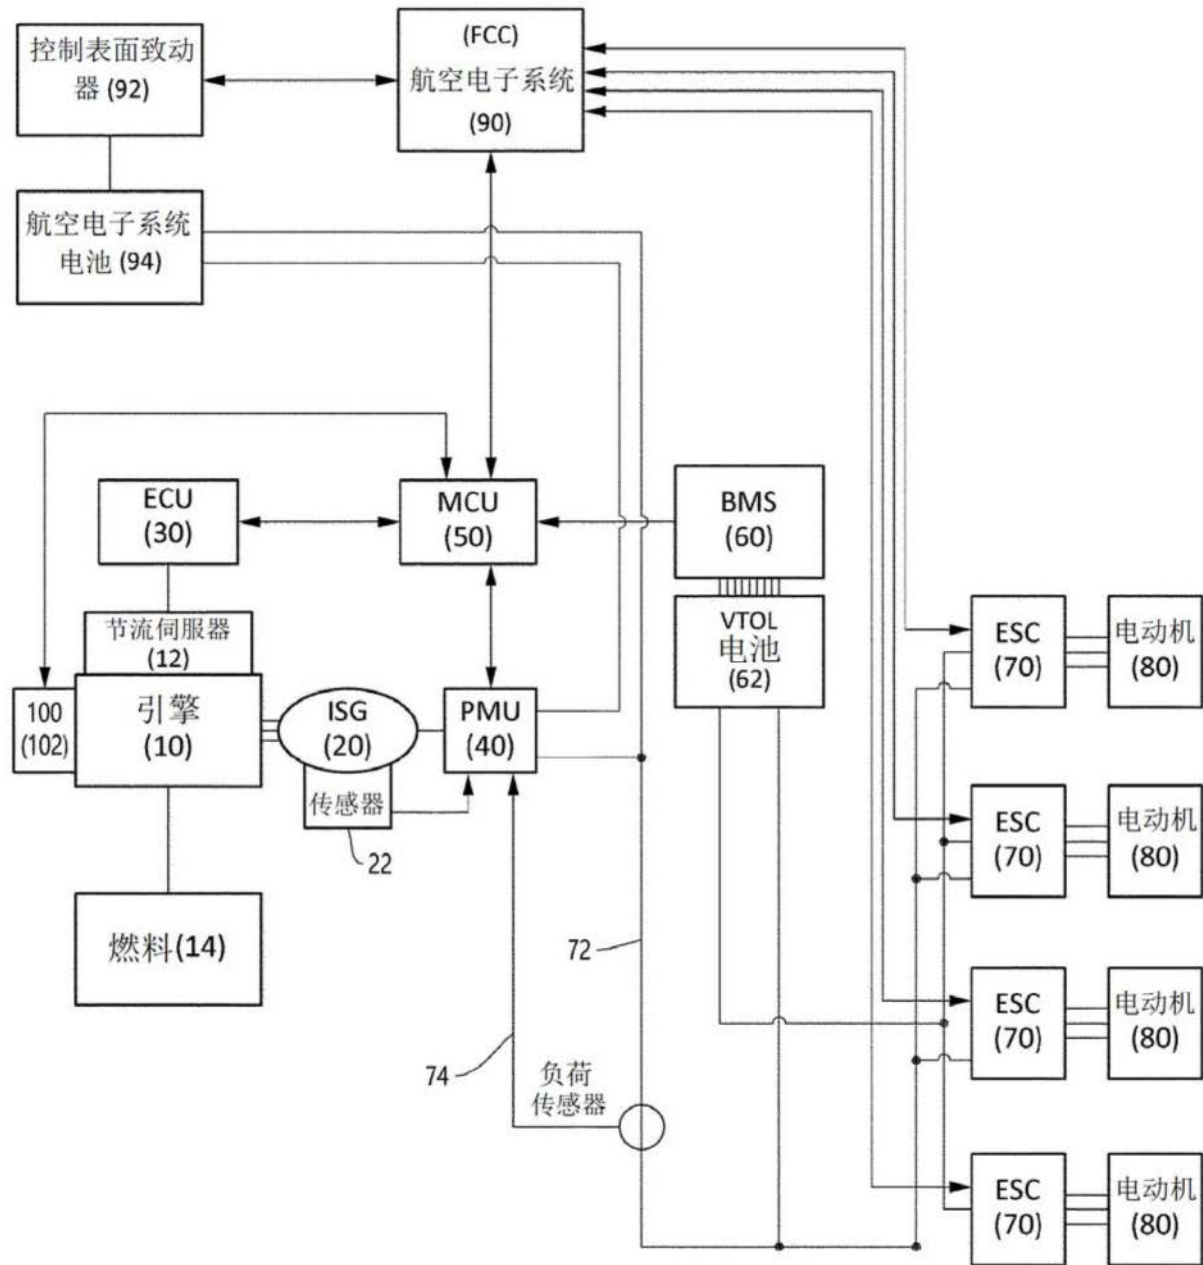 控制表面致动
器 (92)
(FCC)
航空电子系统
(90)
航空电子系统
电池 (94)
ECU
(30)
MCU
(50)
BMS
(60)
节流伺服器
(12)
VTOL
电池
(62)
ESC
(70)
电动机
(80)
100
(102)
引擎
(10)
ISG
(20)
PMU
(40)
传感器
22
ESC
(70)
电动机
(80)
燃料(14)
72
ESC
(70)
电动机
(80)
74
负荷
传感器
ESC
(70)
电动机
(80)